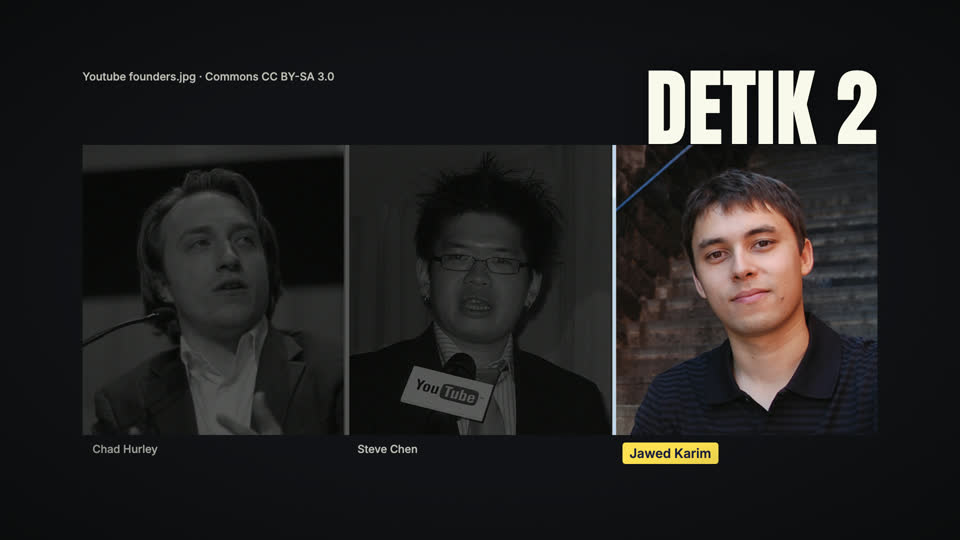 Youtube founders.jpg · Commons CC BY-SA 3.0
DETIK 2
YouTube
Chad Hurley
Steve Chen
Jawed Karim